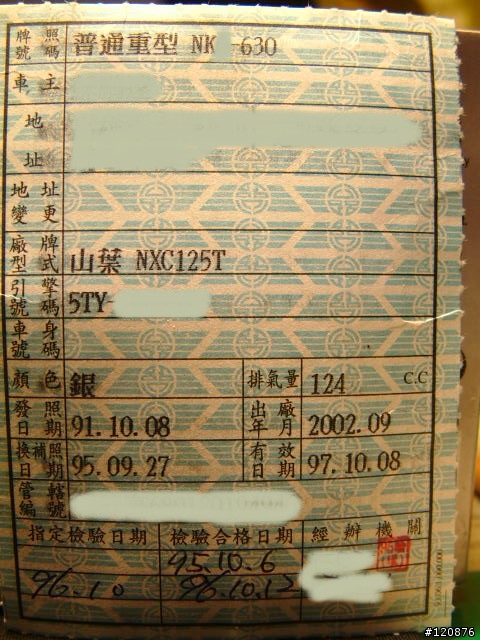 牌照號碼 普通重型 NK -630
車主
地址
地址變更
廠牌型式 山葉 NXC125T
引擎號碼 5TY-
車身號碼
顏色 銀 排氣量 124 C.C
發照日期 91.10.08 出廠年月 2002.09
換補照日期 95.09.27 有效日期 97.10.08
管轄編號
指定檢驗日期 檢驗合格日期 經辦機關
95.10.6
96.10 96.10.12
#120876